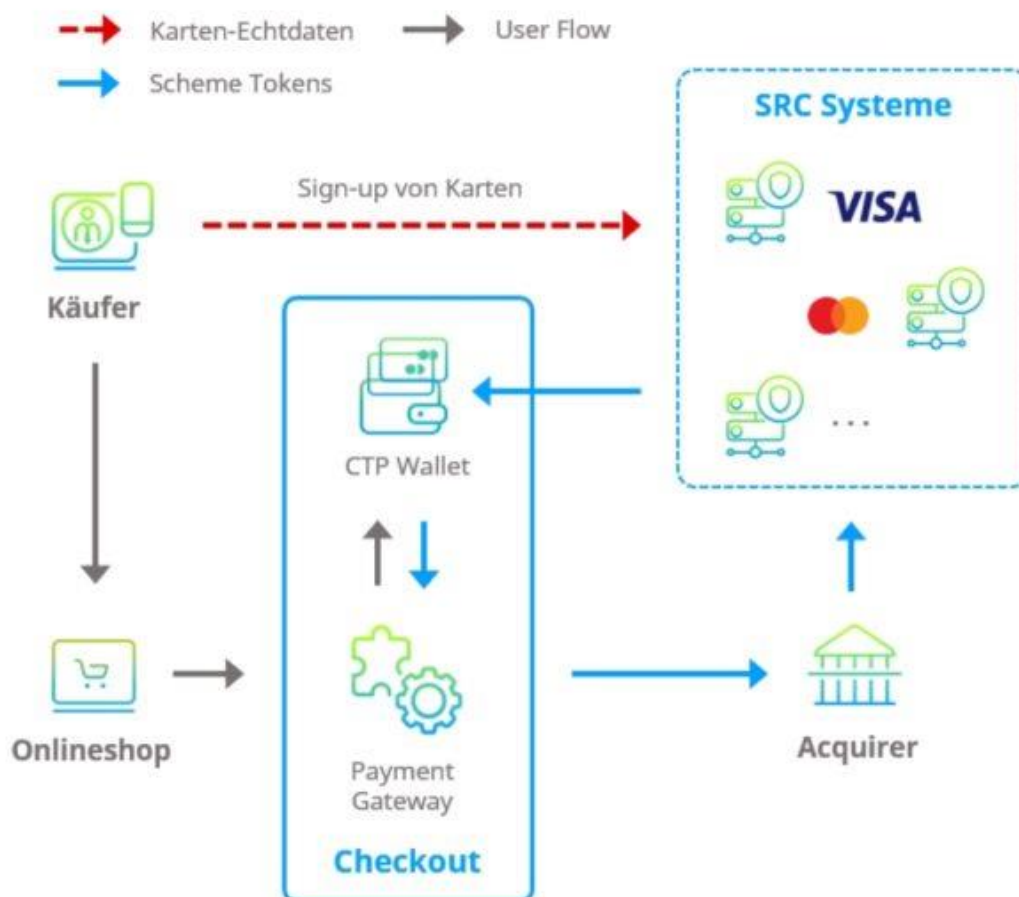 Karten-Echtdaten
User Flow
Scheme Tokens
SRC Systeme
Sign-up von Karten
VISA
Käufer
CTP Wallet
...
Onlineshop
Payment
Gateway
Acquirer
Checkout